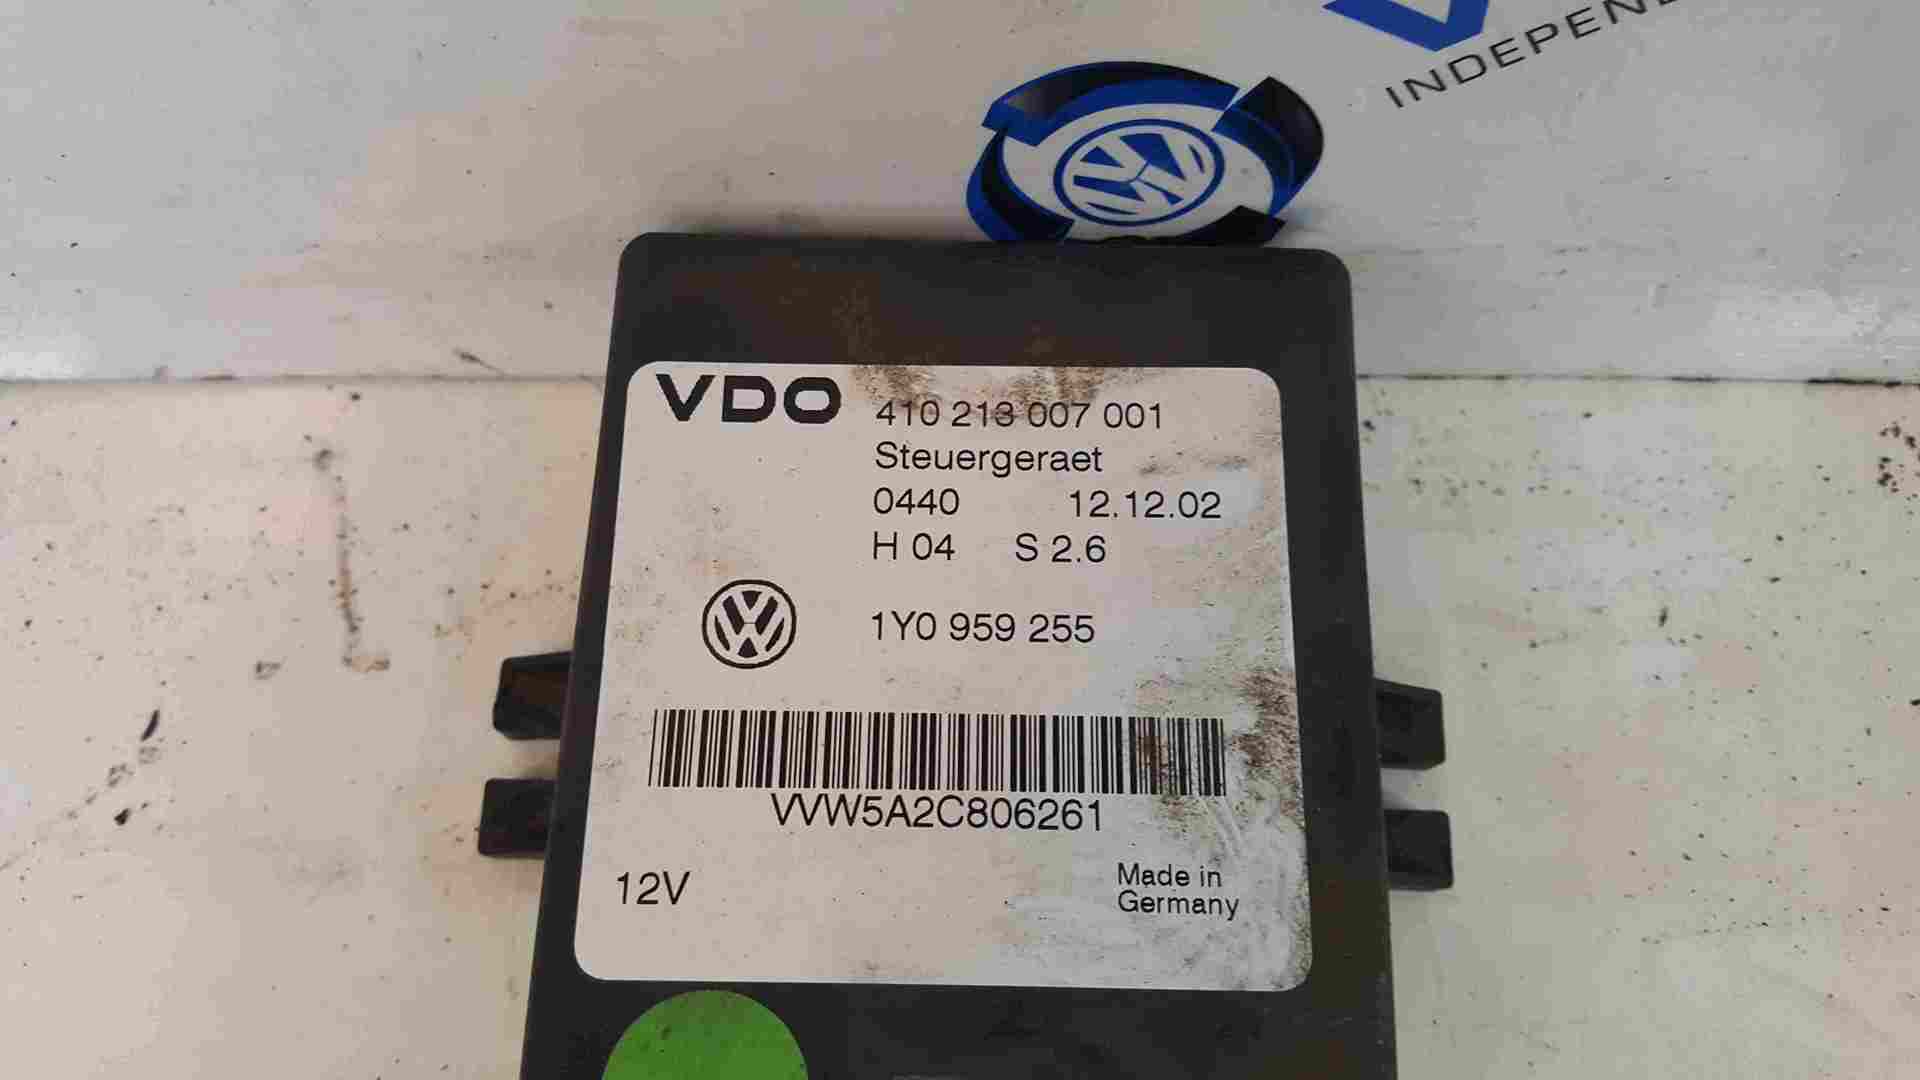 INDEPEN
VDO 410 213 007 001
Steuergeraet
0440 12.12.02
H 04 S 2.6
1Y0 959 255
VVW5A2C806261
12V
Made in
Germany